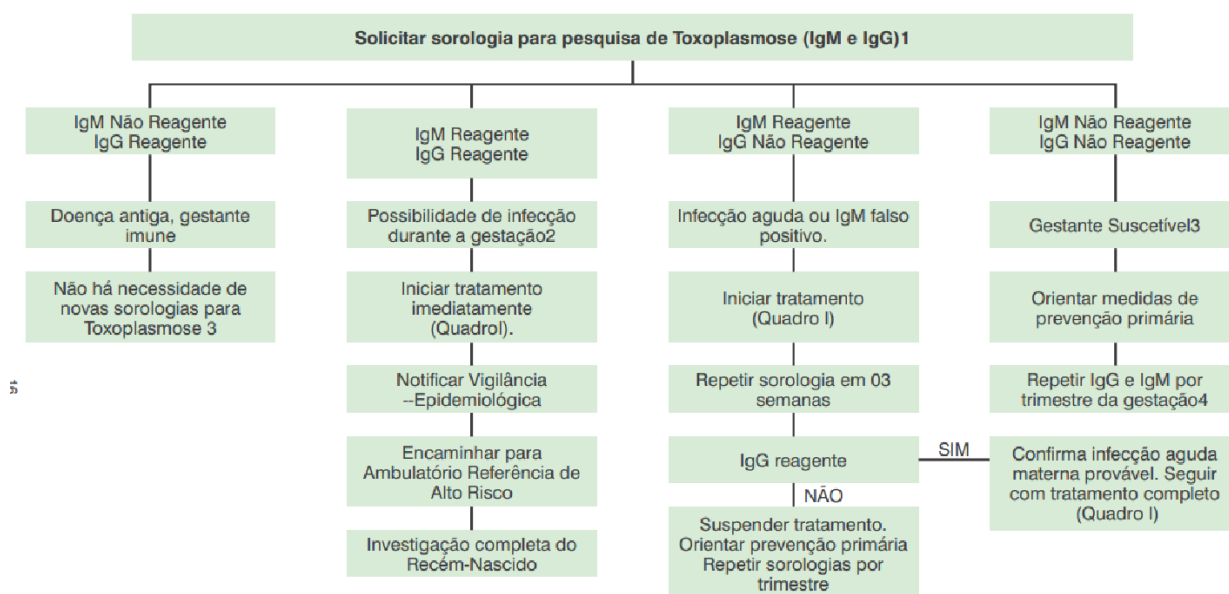 Solicitar sorologia para pesquisa de Toxoplasmose (IgM e IgG)1
IgM Não Reagente
IgG Reagente
Doença antiga, gestante
imune
Não há necessidade de
novas sorologias para
Toxoplasmose 3
IgM Reagente
IgG Reagente
Possibilidade de infecção
durante a gestação2
Iniciar tratamento
imediatamente
(QuadroI).
Notificar Vigilância
--Epidemiológica
Encaminhar para
Ambulatório Referência de
Alto Risco
Investigação completa do
Recém-Nascido
IgM Reagente
IgG Não Reagente
Infecção aguda ou IgM falso
positivo.
Iniciar tratamento
(Quadro I)
Repetir sorologia em 03
semanas
IgG reagente
NÃO
Suspender tratamento.
Orientar prevenção primária
Repetir sorologias por
trimestre
SIM
Confirma infecção aguda
materna provável. Seguir
com tratamento completo
(Quadro I)
IgM Não Reagente
IgG Não Reagente
Gestante Suscetível3
Orientar medidas de
prevenção primária
Repetir IgG e IgM por
trimestre da gestação4